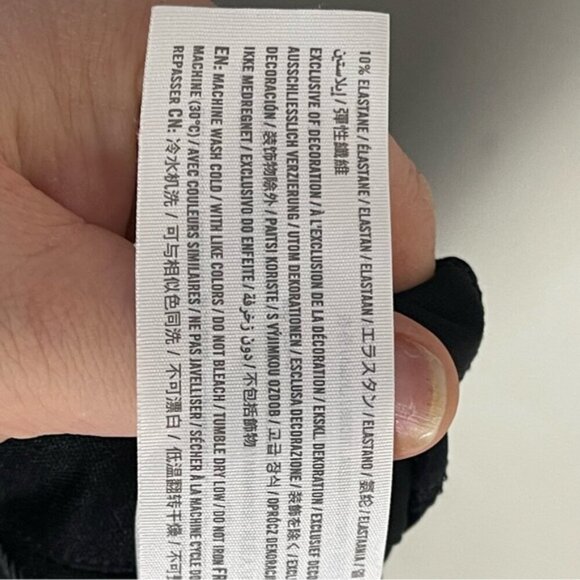 10% ELASTANE / ÉLASTANE / ELASTAN / ELASTAAN / エラスタン / ELASTANO / 氨纶 / ELASTAANIA /
إيلاستين / 彈性纖維
EXCLUSIVE OF DECORATION / À L'EXCLUSION DE LA DÉCORATION / EKSKL. DEKORATION / EXCLUSIEF
AUSSCHLIESSLICH VERZIERUNG / UTOM DEKORATIONEN / ESCLUSA DECORAZIONE / 装飾を除く /
DECORACIÓN / 装饰物除外 / PAITSI KORISTE / S VÝJIMKOU OZDOB / 고급 장식 / OPRÓCZ
IKKE MEDREGNET / EXCLUSIVO DO ENFEITE / دون زخرفة / 不包括飾物
EN: MACHINE WASH COLD / WITH LIKE COLORS / DO NOT BLEACH / TUMBLE DRY LOW / DO NOT IRON FR
MACHINE (30°C) / AVEC COULEURS SIMILAIRES / NE PAS JAVELLISER / SÉCHER À LA MACHINE CYCLE
REPASSER CN: 冷水机洗 / 可与相似色同洗 / 不可漂白 / 低温翻转干燥 / 不可